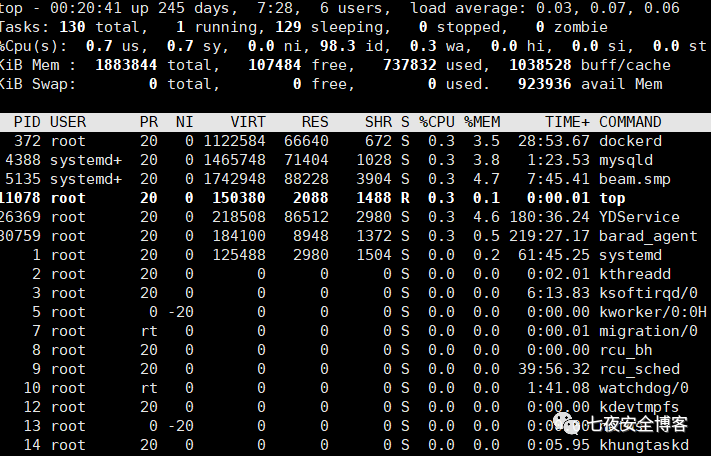 top - 00:20:41 up 245 days,  7:28,  6 users,  load average: 0.03, 0.07, 0.06
Tasks: 130 total,   1 running, 129 sleeping,   0 stopped,   0 zombie
%Cpu(s):  0.7 us,  0.7 sy,  0.0 ni, 98.3 id,  0.3 wa,  0.0 hi,  0.0 si,  0.0 st
KiB Mem :  1883844 total,   107484 free,   737832 used,  1038528 buff/cache
KiB Swap:        0 total,        0 free,        0 used.   923936 avail Mem
PID USER      PR  NI    VIRT    RES    SHR S %CPU %MEM     TIME+ COMMAND
372 root      20   0 1122584  66640    672 S  0.3  3.5  28:53.67 dockerd
4388 systemd+  20   0 1465748  71404   1028 S  0.3  3.8   1:23.53 mysqld
5135 systemd+  20   0 1742948  88228   3904 S  0.3  4.7   7:45.41 beam.smp
11078 root      20   0  150380   2088   1488 R  0.3  0.1   0:00.01 top
26369 root      20   0  218508  86512   2980 S  0.3  4.6 180:36.24 YDService
30759 root      20   0  184100   8948   1372 S  0.3  0.5 219:27.17 barad_agent
1 root      20   0  125488   2980   1504 S  0.0  0.2  61:45.25 systemd
2 root      20   0       0      0      0 S  0.0  0.0   0:02.01 kthreadd
3 root      20   0       0      0      0 S  0.0  0.0   6:13.83 ksoftirqd/0
5 root       0 -20       0      0      0 S  0.0  0.0   0:00.00 kworker/0:0H
7 root      rt   0       0      0      0 S  0.0  0.0   0:00.01 migration/0
8 root      20   0       0      0      0 S  0.0  0.0   0:00.00 rcu_bh
9 root      20   0       0      0      0 S  0.0  0.0  39:56.32 rcu_sched
10 root      rt   0       0      0      0 S  0.0  0.0   1:41.08 watchdog/0
12 root      20   0       0      0      0 S  0.0  0.0   0:00.00 kdevtmpfs
13 root       0 -20       0      0      0 S  0.0  0.0
七夜安全博客
14 root      20   0       0      0      0 S  0.0  0.0   0:05.95 khungtaskd